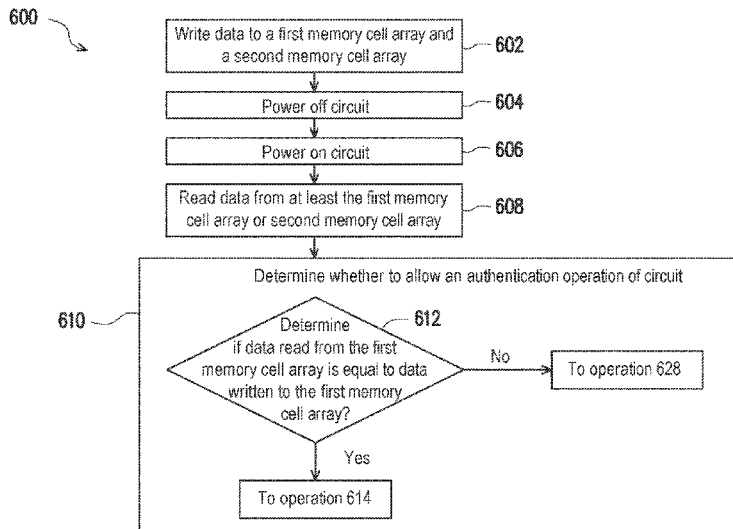 600
Write data to a first memory cell array and
a second memory cell array
602
Power off circuit
604
Power on circuit
606
Read data from at least the first memory
cell array or second memory cell array
608
Determine whether to allow an authentication operation of circuit
610
612
Determine
if data read from the first
memory cell array is equal to data
written to the first memory
cell array?
No
To operation 628
Yes
To operation 614